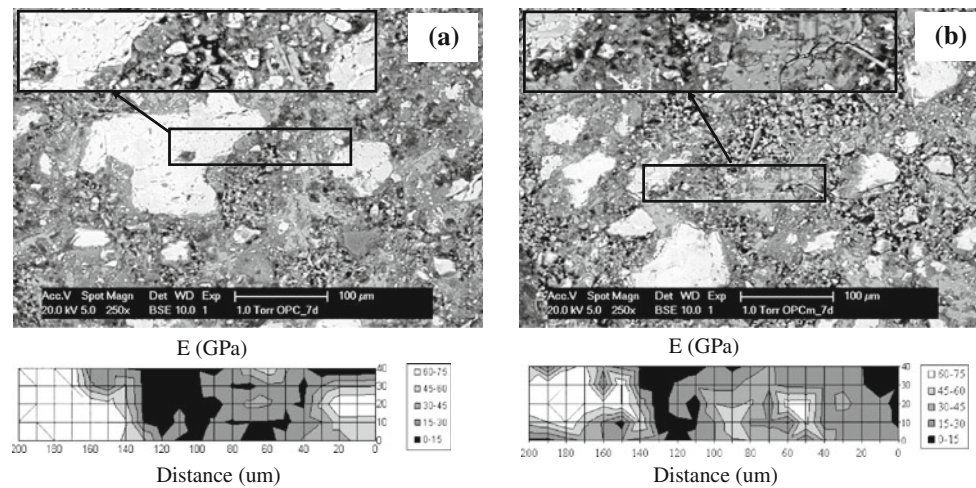 (a)
Acc.V Spot Magn Det WD Exp
20.0 kV 5.0 250x BSE 10.0 1 1.0 Torr OPC_7d
100 µm
E (GPa)
40
30
20
10
0
60-75
45-60
30-45
15-30
0-15
200 180 160 140 120 100 80 60 40 20 0
Distance (um)
(b)
Acc.V Spot Magn Det WD Exp
20.0 kV 5.0 250x BSE 10.0 1 1.0 Torr OPCm_7d
100 µm
E (GPa)
40
30
20
10
0
60-75
45-60
30-45
15-30
0-15
200 180 160 140 120 100 80 60 40 20 0
Distance (um)